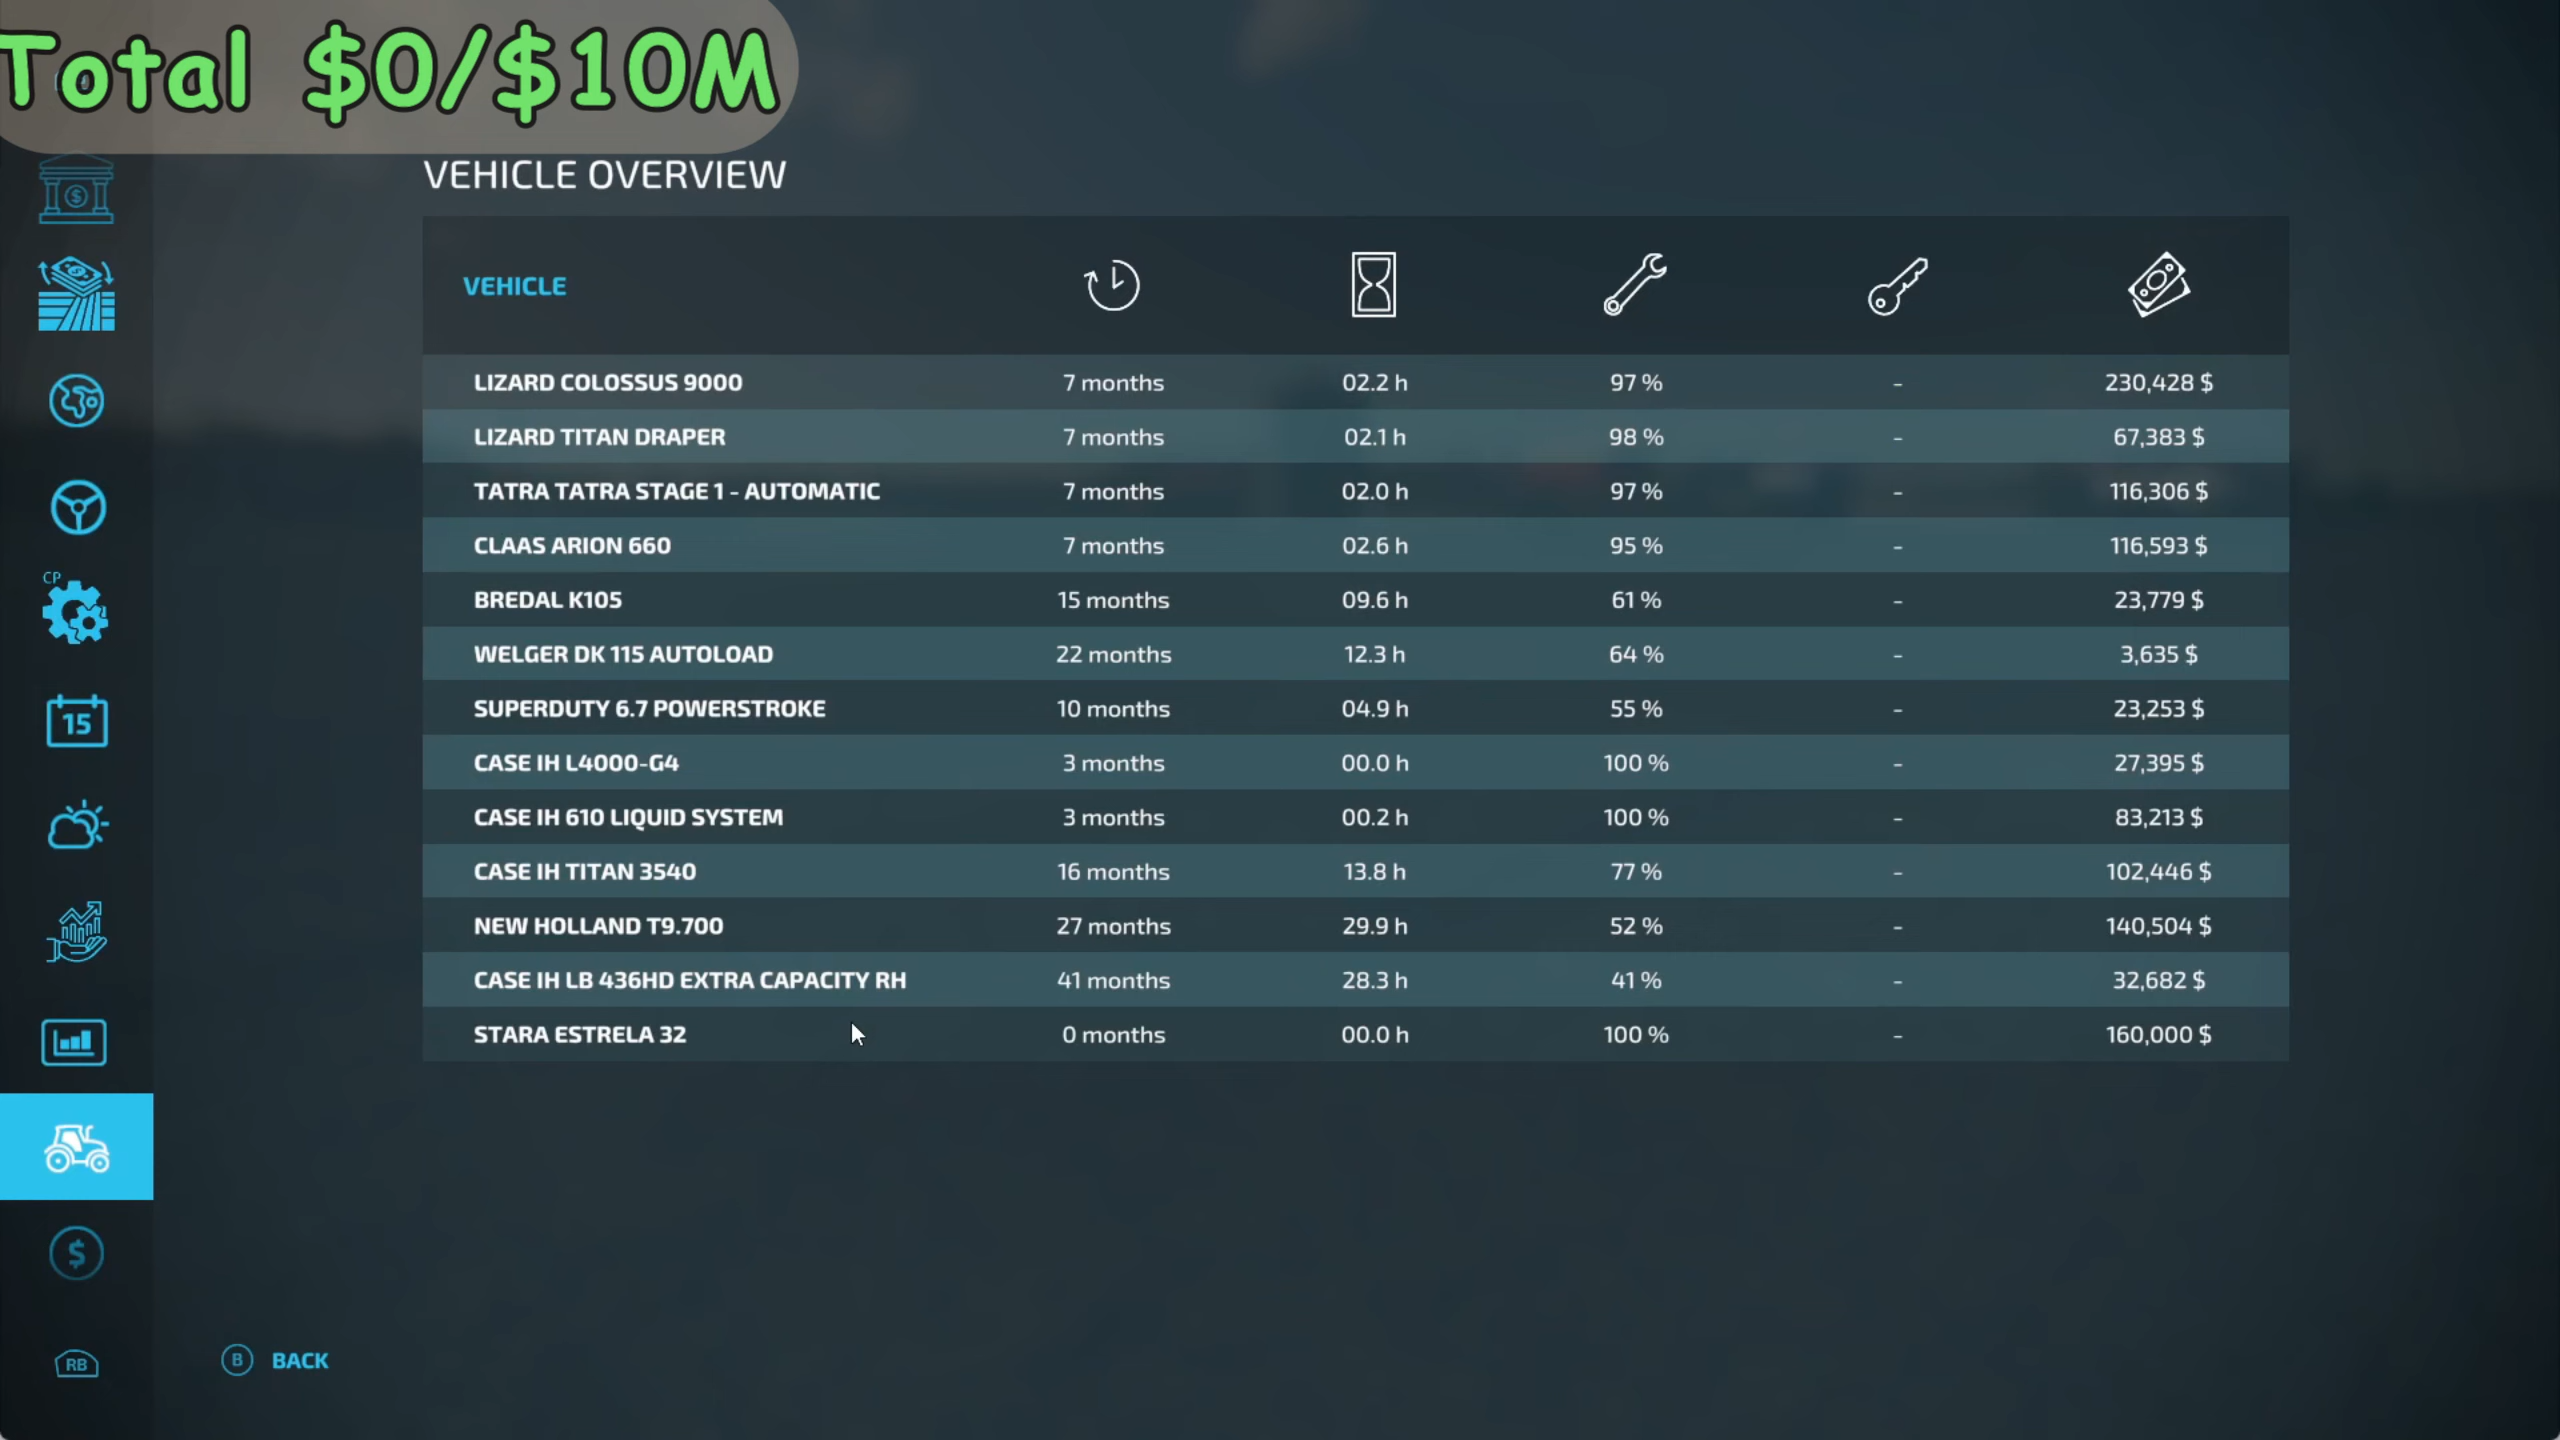 Total $0/$10M
VEHICLE OVERVIEW
VEHICLE
LIZARD COLOSSUS 9000 7 months 02.2 h 97 % - 230,428 $
LIZARD TITAN DRAPER 7 months 02.1 h 98 % - 67,383 $
TATRA TATRA STAGE 1 - AUTOMATIC 7 months 02.0 h 97 % - 116,306 $
CLAAS ARION 660 7 months 02.6 h 95 % - 116,593 $
BREDAL K105 15 months 09.6 h 61 % - 23,779 $
WELGER DK 115 AUTOLOAD 22 months 12.3 h 64 % - 3,635 $
SUPERDUTY 6.7 POWERSTROKE 10 months 04.9 h 55 % - 23,253 $
CASE IH L4000-G4 3 months 00.0 h 100 % - 27,395 $
CASE IH 610 LIQUID SYSTEM 3 months 00.2 h 100 % - 83,213 $
CASE IH TITAN 3540 16 months 13.8 h 77 % - 102,446 $
NEW HOLLAND T9.700 27 months 29.9 h 52 % - 140,504 $
CASE IH LB 436HD EXTRA CAPACITY RH 41 months 28.3 h 41 % - 32,682 $
STARA ESTRELA 32 0 months 00.0 h 100 % - 160,000 $
CP
15
$
RB
B BACK